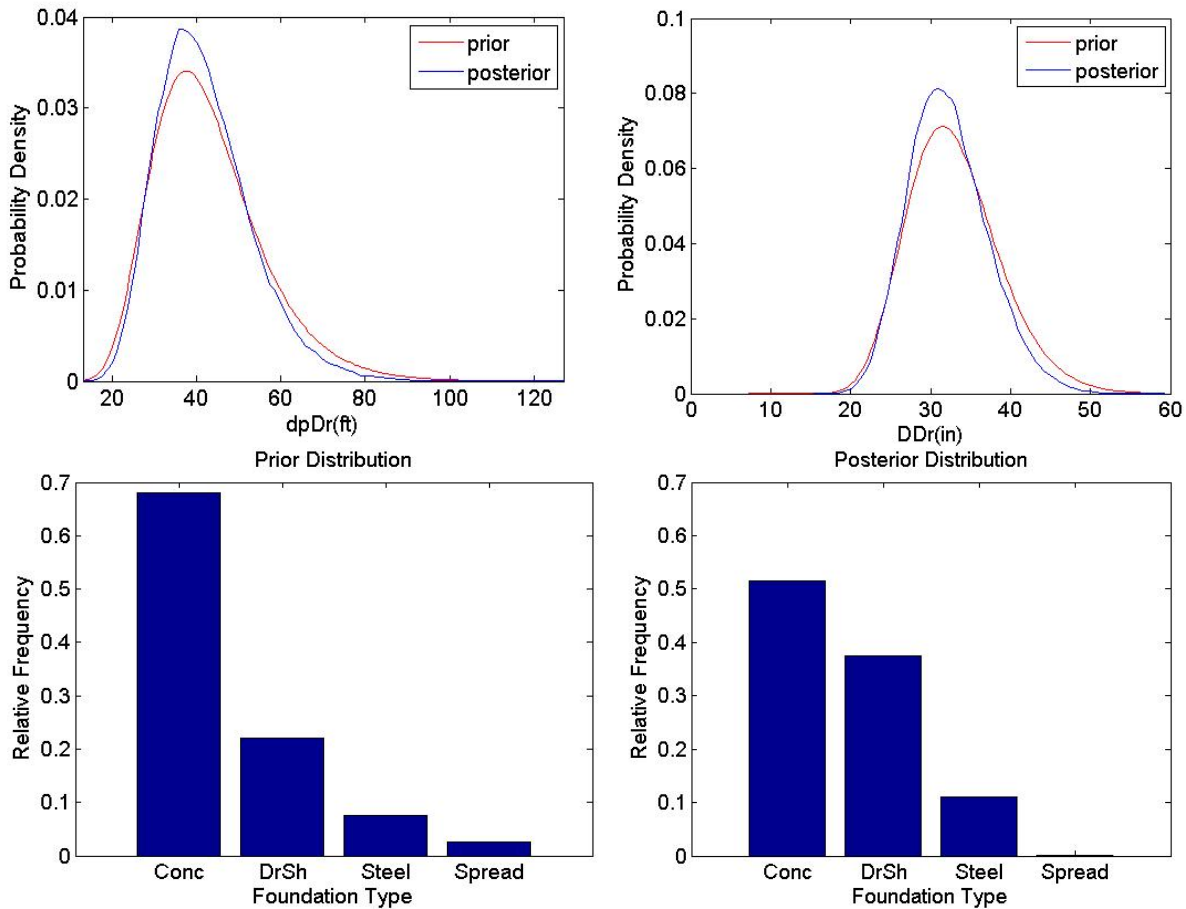 0.04
0.03
0.02
0.01
0
Probability Density
prior
posterior
20 40 60 80 100 120
dpDr(ft)
0.1
0.08
0.06
0.04
0.02
0
Probability Density
prior
posterior
0 10 20 30 40 50 60
DDr(in)
Prior Distribution
0.7
0.6
0.5
0.4
0.3
0.2
0.1
0
Relative Frequency
Conc DrSh Steel Spread
Foundation Type
Posterior Distribution
0.7
0.6
0.5
0.4
0.3
0.2
0.1
0
Relative Frequency
Conc DrSh Steel Spread
Foundation Type